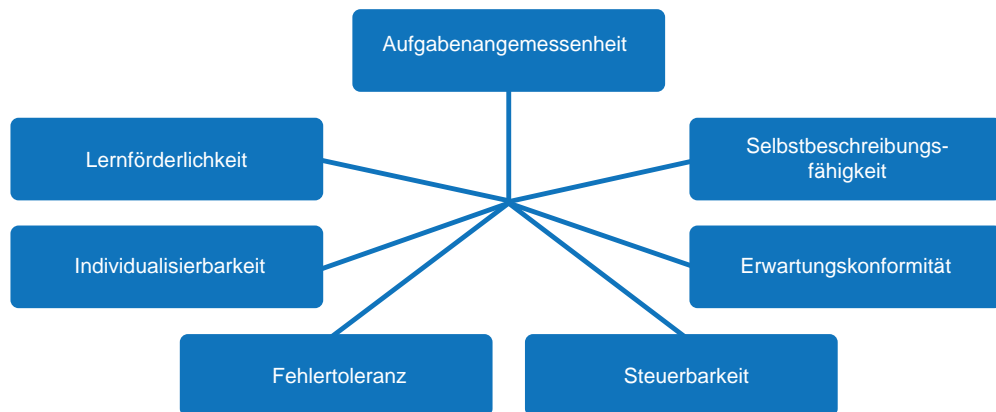 Aufgabenangemessenheit
Lernförderlichkeit
Selbstbeschreibungs-
fähigkeit
Individualisierbarkeit
Erwartungskonformität
Fehlertoleranz
Steuerbarkeit